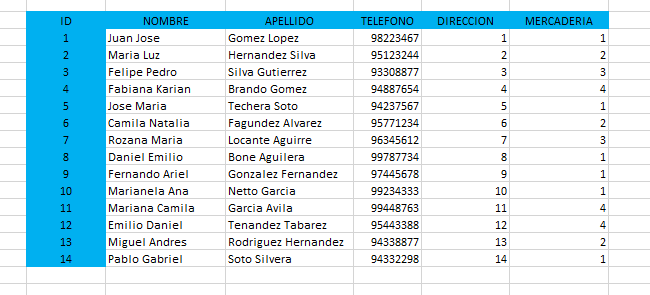 ID NOMBRE APELLIDO TELEFONO DIRECCION MERCADERIA
1 Juan Jose Gomez Lopez 98223467 1 1
2 Maria Luz Hernandez Silva 95123244 2 2
3 Felipe Pedro Silva Gutierrez 93308877 3 3
4 Fabiana Karian Brando Gomez 94887654 4 4
5 Jose Maria Techera Soto 94237567 5 1
6 Camila Natalia Fagundez Alvarez 95771234 6 2
7 Rozana Maria Locante Aguirre 96345612 7 3
8 Daniel Emilio Bone Aguilera 99787734 8 1
9 Fernando Ariel Gonzalez Fernandez 97445678 9 1
10 Marianela Ana Netto Garcia 99234333 10 1
11 Mariana Camila Garcia Avila 99448763 11 4
12 Emilio Daniel Tenandez Tabarez 95443388 12 4
13 Miguel Andres Rodriguez Hernandez 94338877 13 2
14 Pablo Gabriel Soto Silvera 94332298 14 1